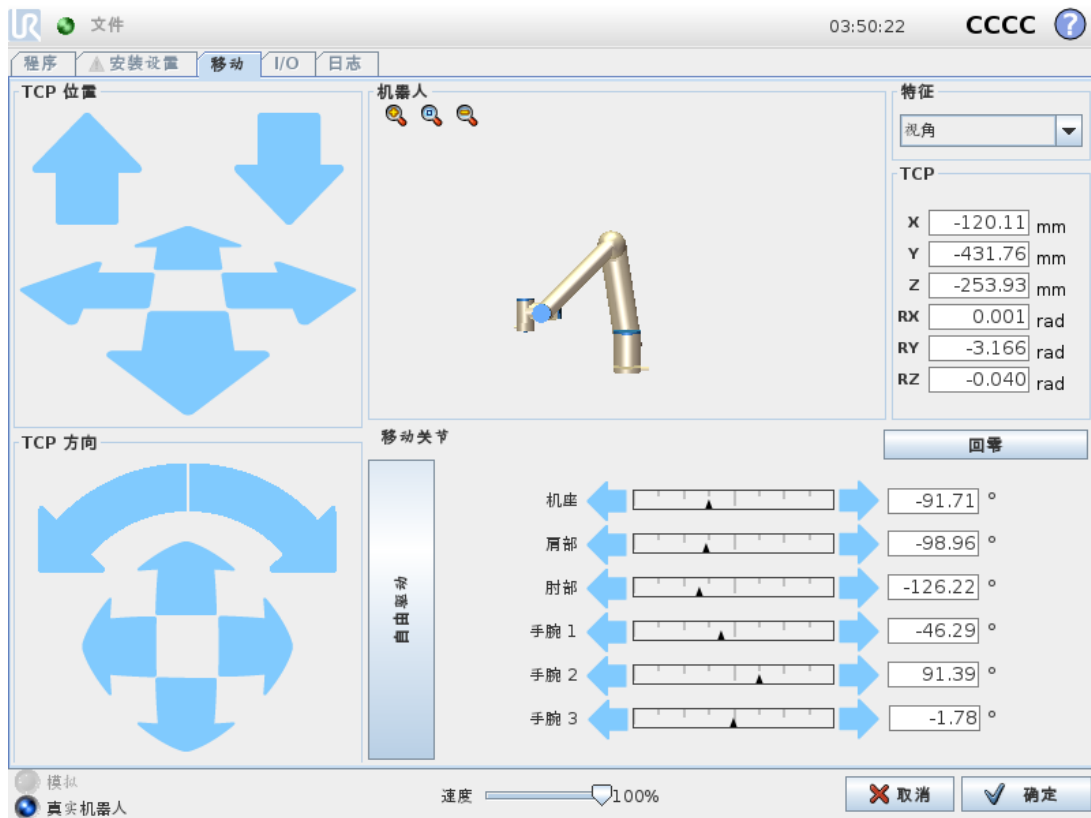 UR 文件 03:50:22 CCCC ?
程序 安装设置 移动 I/O 日志
TCP 位置
机器人
特征
视角
TCP
X -120.11 mm
Y -431.76 mm
Z -253.93 mm
RX 0.001 rad
RY -3.166 rad
RZ -0.040 rad
TCP 方向
移动关节
回零
自由驱动
机座 -91.71 °
肩部 -98.96 °
肘部 -126.22 °
手腕 1 -46.29 °
手腕 2 91.39 °
手腕 3 -1.78 °
模拟
真实机器人
速度 100%
取消 确定